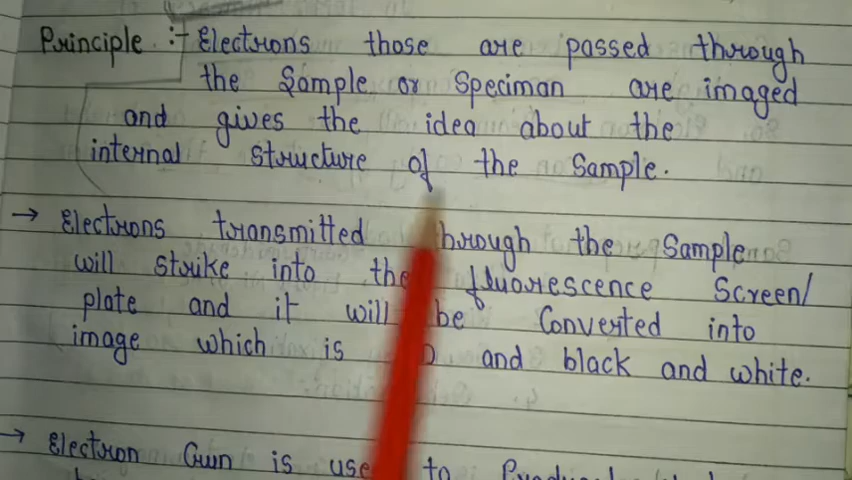 Principle :- Electrons those are passed through
the Sample or Speciman are imaged
and gives the idea about the
internal structure of the Sample.
→ Electrons transmitted through the Sample
will strike into the fluorescence Screen/
plate and it will be Converted into
image which is D and black and white.
→ Electron Gun is use to